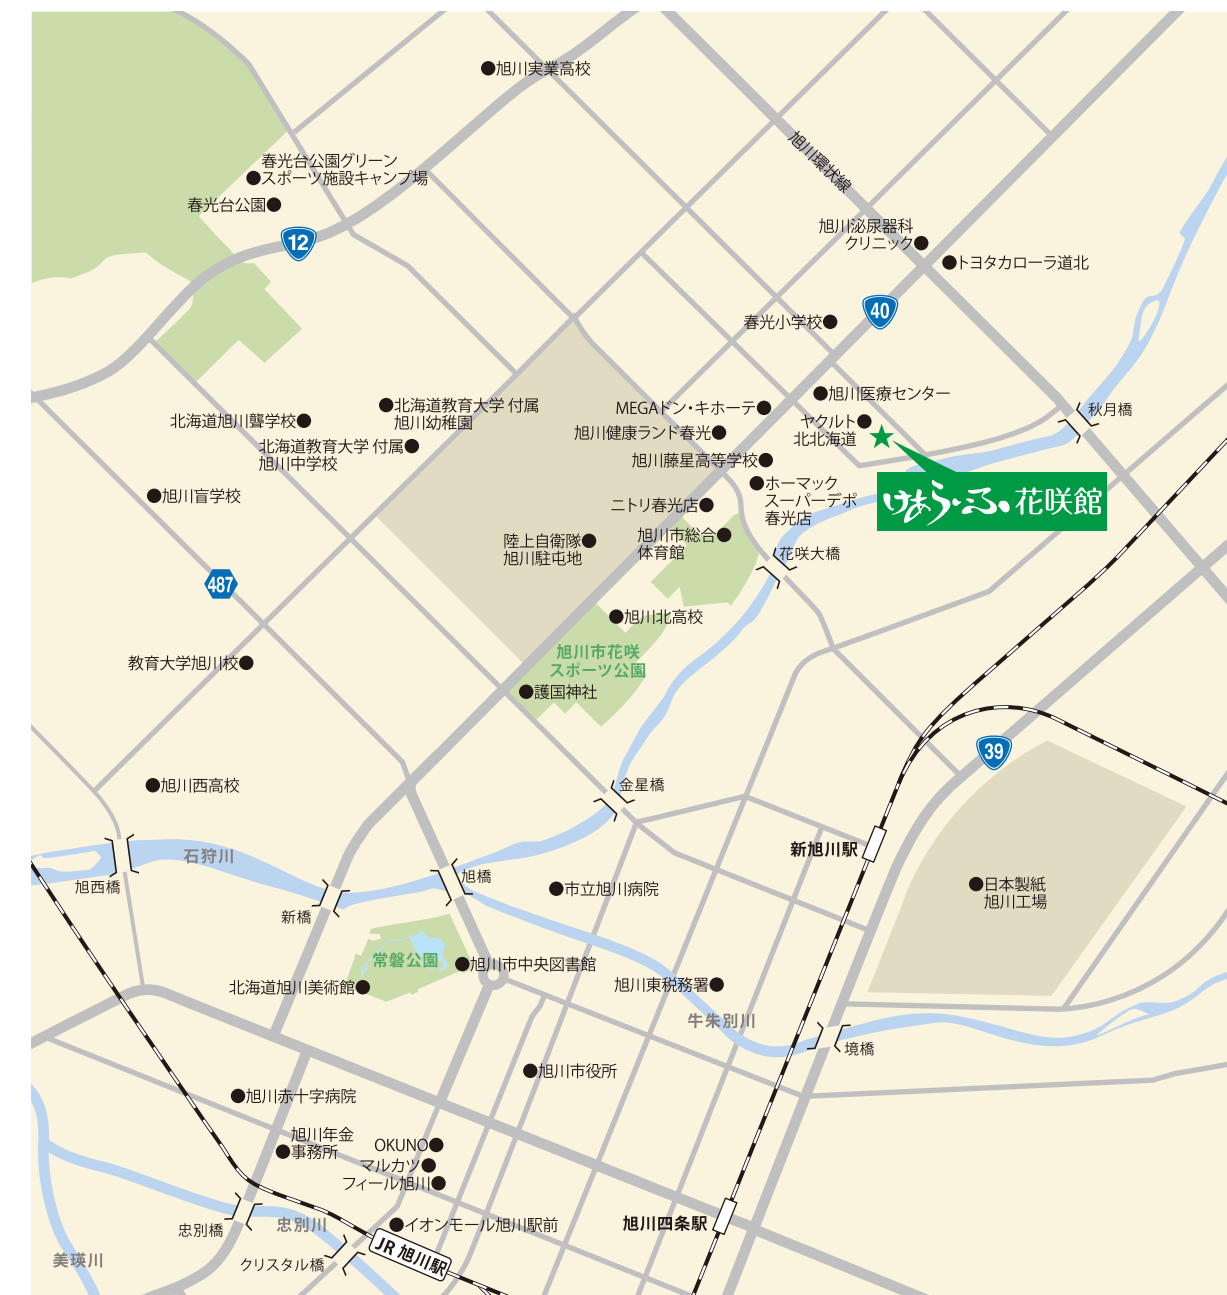 旭川実業高校
旭川環状線
春光台公園グリーン
スポーツ施設キャンプ場
春光台公園
12
旭川泌尿器科
クリニック
トヨタカローラ道北
40
春光小学校
旭川医療センター
北海道教育大学 付属
旭川幼稚園
MEGAドン・キホーテ
ヤクルト
北北海道
秋月橋
北海道旭川聾学校
旭川健康ランド春光
北海道教育大学 付属
旭川中学校
旭川藤星高等学校
けあらふ 花咲館
旭川盲学校
ホーマック
スーパーデポ
春光店
ニトリ春光店
陸上自衛隊
旭川駐屯地
旭川市総合
体育館
花咲大橋
487
旭川北高校
教育大学旭川校
旭川市花咲
スポーツ公園
護国神社
39
旭川西高校
金星橋
石狩川
新旭川駅
旭西橋
旭橋
市立旭川病院
日本製紙
旭川工場
新橋
常磐公園
旭川市中央図書館
北海道旭川美術館
旭川東税務署
牛朱別川
境橋
旭川市役所
旭川赤十字病院
旭川年金
事務所
OKUNO
マルカツ
フィール旭川
忠別橋
忠別川
イオンモール旭川駅前
旭川四条駅
美瑛川
クリスタル橋
JR 旭川駅